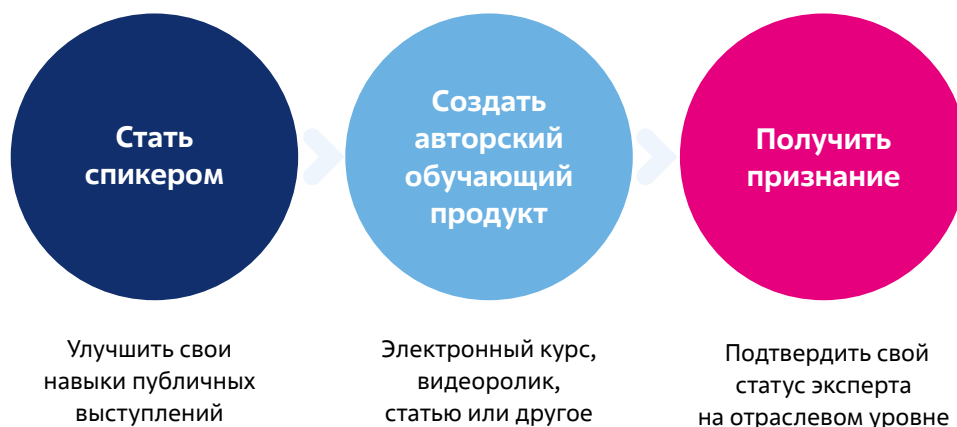 Стать
спикером
Создать
авторский
обучающий
продукт
Получить
признание
Улучшить свои
навыки публичных
выступлений
Электронный курс,
видеоролик,
статью или другое
Подтвердить свой
статус эксперта
на отраслевом уровне